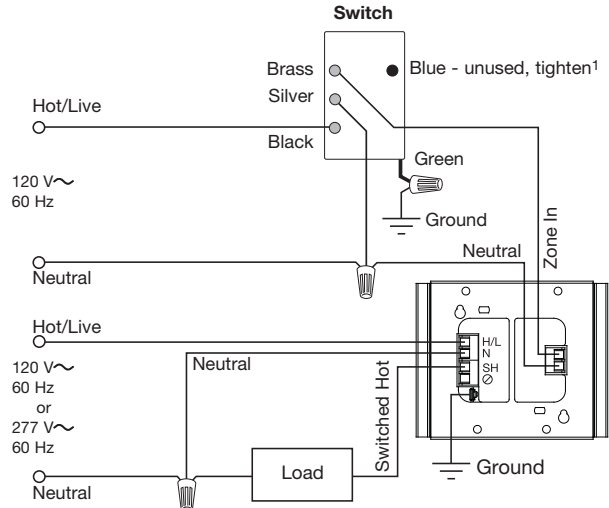 Switch
Brass
Blue - unused, tighten1
Silver
Hot/Live
Black
Green
120 V~
60 Hz
Ground
Zone In
Neutral
Neutral
Hot/Live
H/L
N
SH
Neutral
120 V~
60 Hz
or
277 V~
60 Hz
Switched Hot
Load
Ground
Neutral